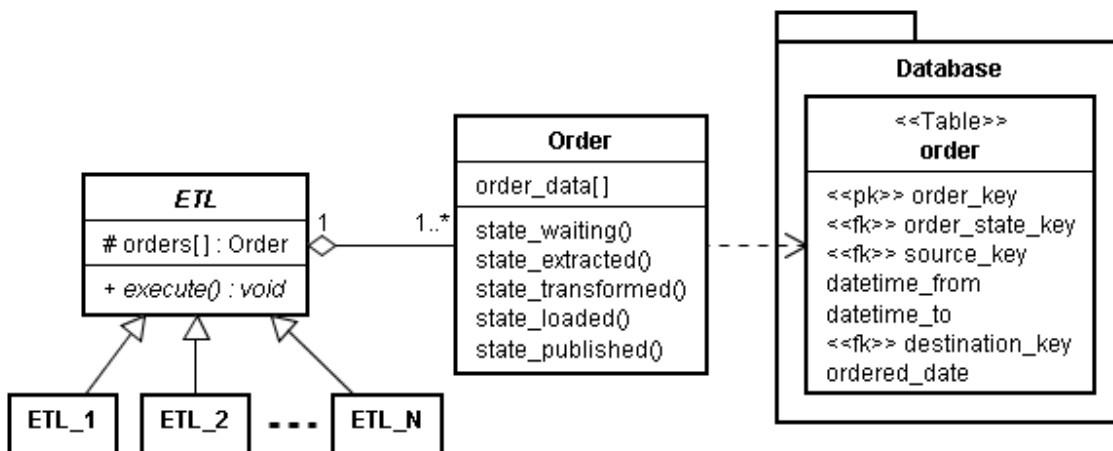 ETL
# orders[] : Order
+ execute() : void
ETL_1
ETL_2
ETL_N
1
1..*
Order
order_data[]
state_waiting()
state_extracted()
state_transformed()
state_loaded()
state_published()
Database
<<Table>>
order
<<pk>> order_key
<<fk>> order_state_key
<<fk>> source_key
datetime_from
datetime_to
<<fk>> destination_key
ordered_date